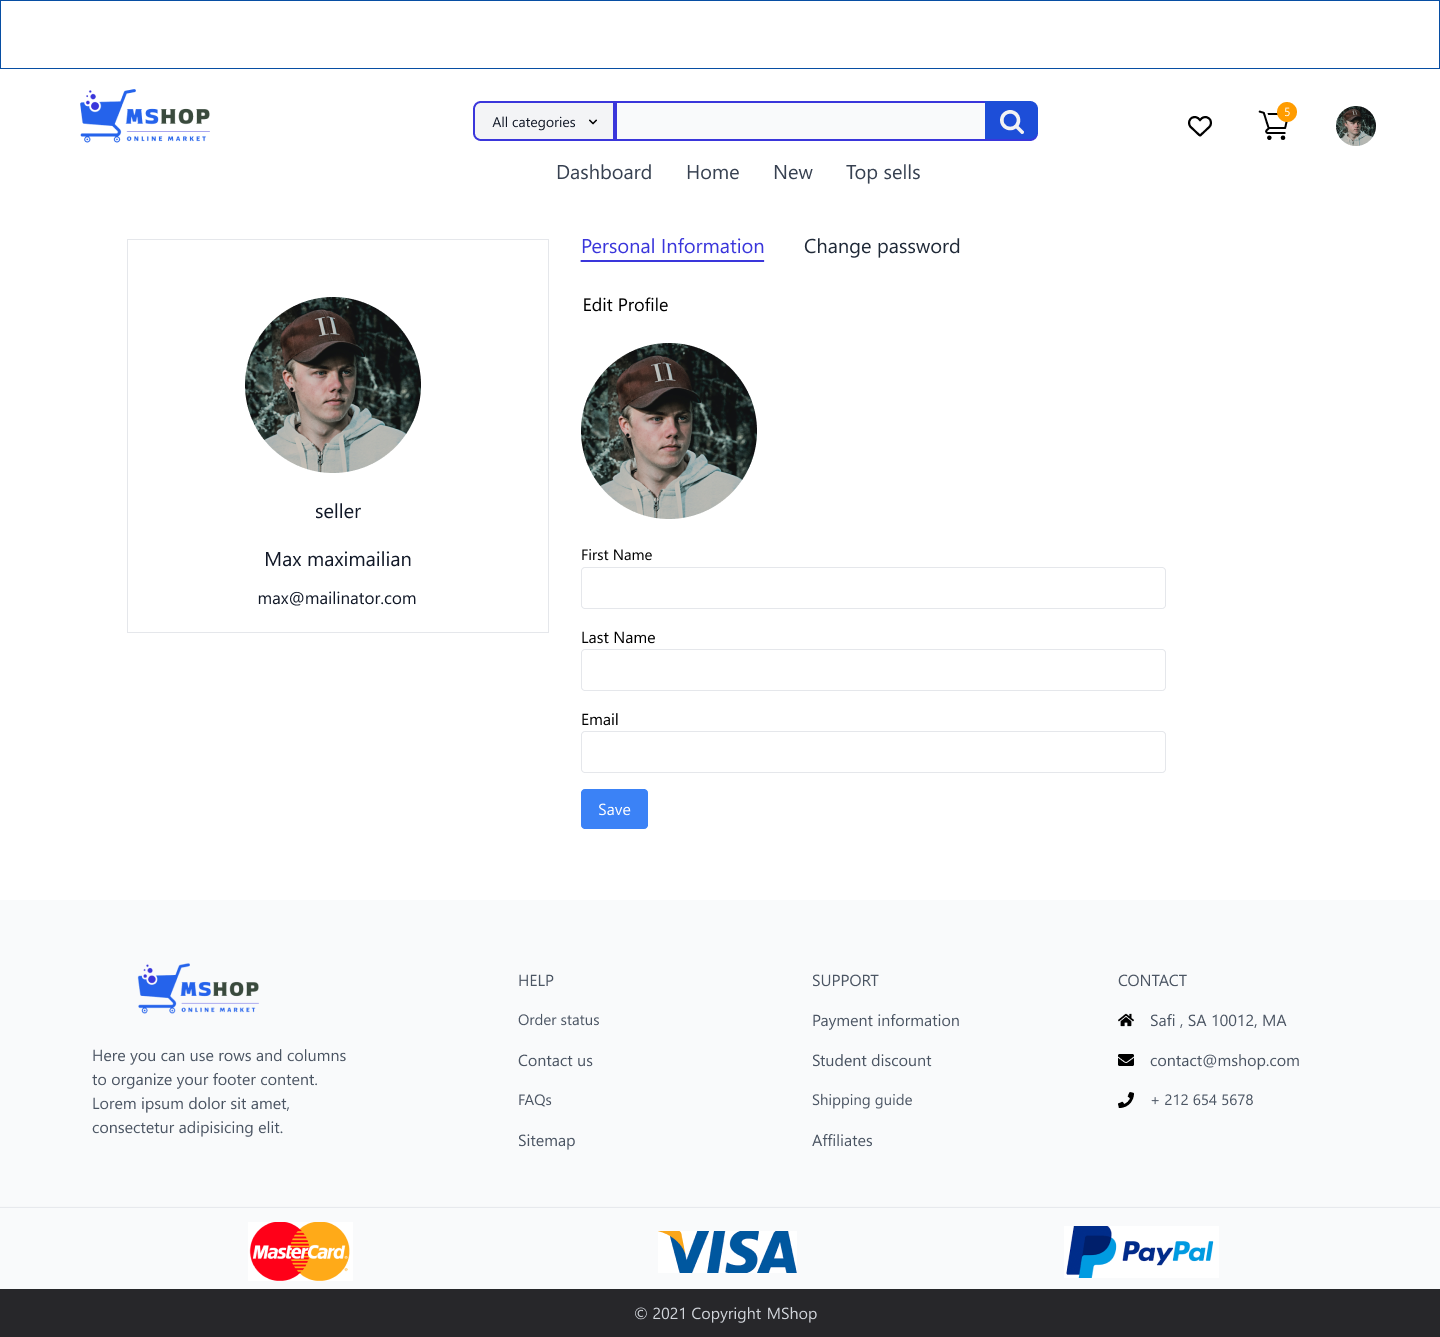 MSHOP
ONLINE MARKET
All categories
5
Dashboard Home New Top sells
Personal Information Change password
Edit Profile
II
II
seller
Max maximailian
max@mailinator.com
First Name
Last Name
Email
Save
MSHOP
ONLINE MARKET
Here you can use rows and columns
to organize your footer content.
Lorem ipsum dolor sit amet,
consectetur adipisicing elit.
HELP
Order status
Contact us
FAQs
Sitemap
SUPPORT
Payment information
Student discount
Shipping guide
Affiliates
CONTACT
Safi , SA 10012, MA
contact@mshop.com
+ 212 654 5678
MasterCard
VISA
PayPal
© 2021 Copyright MShop